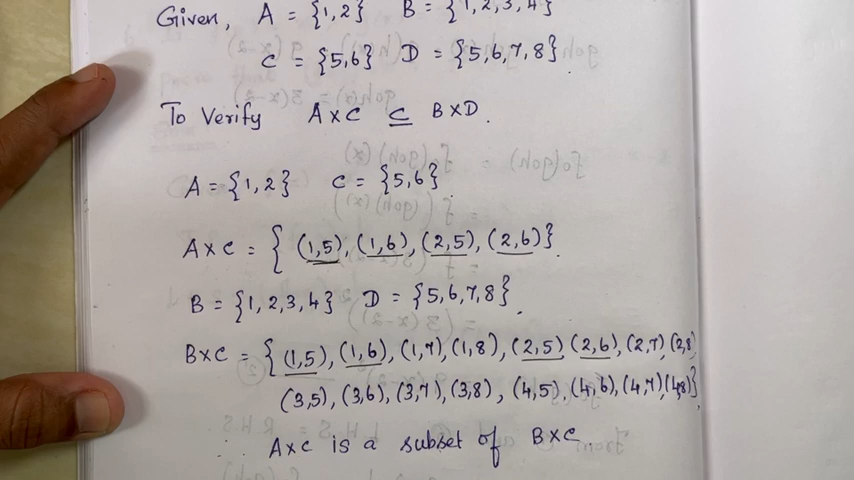 Given, A = {1,2} B = {1,2,3,4}
C = {5,6} D = {5,6,7,8}.
To Verify A×C ⊆ B×D.
A = {1,2} C = {5,6}.
A×C = { (1,5), (1,6), (2,5), (2,6)}.
B = {1,2,3,4} D = {5,6,7,8}.
B×C = { (1,5), (1,6), (1,7), (1,8), (2,5) (2,6), (2,7) (2,8)
(3,5), (3,6), (3,7), (3,8), (4,5), (4,6), (4,7) (4,8)}
∴ A×C is a subset of B×C.